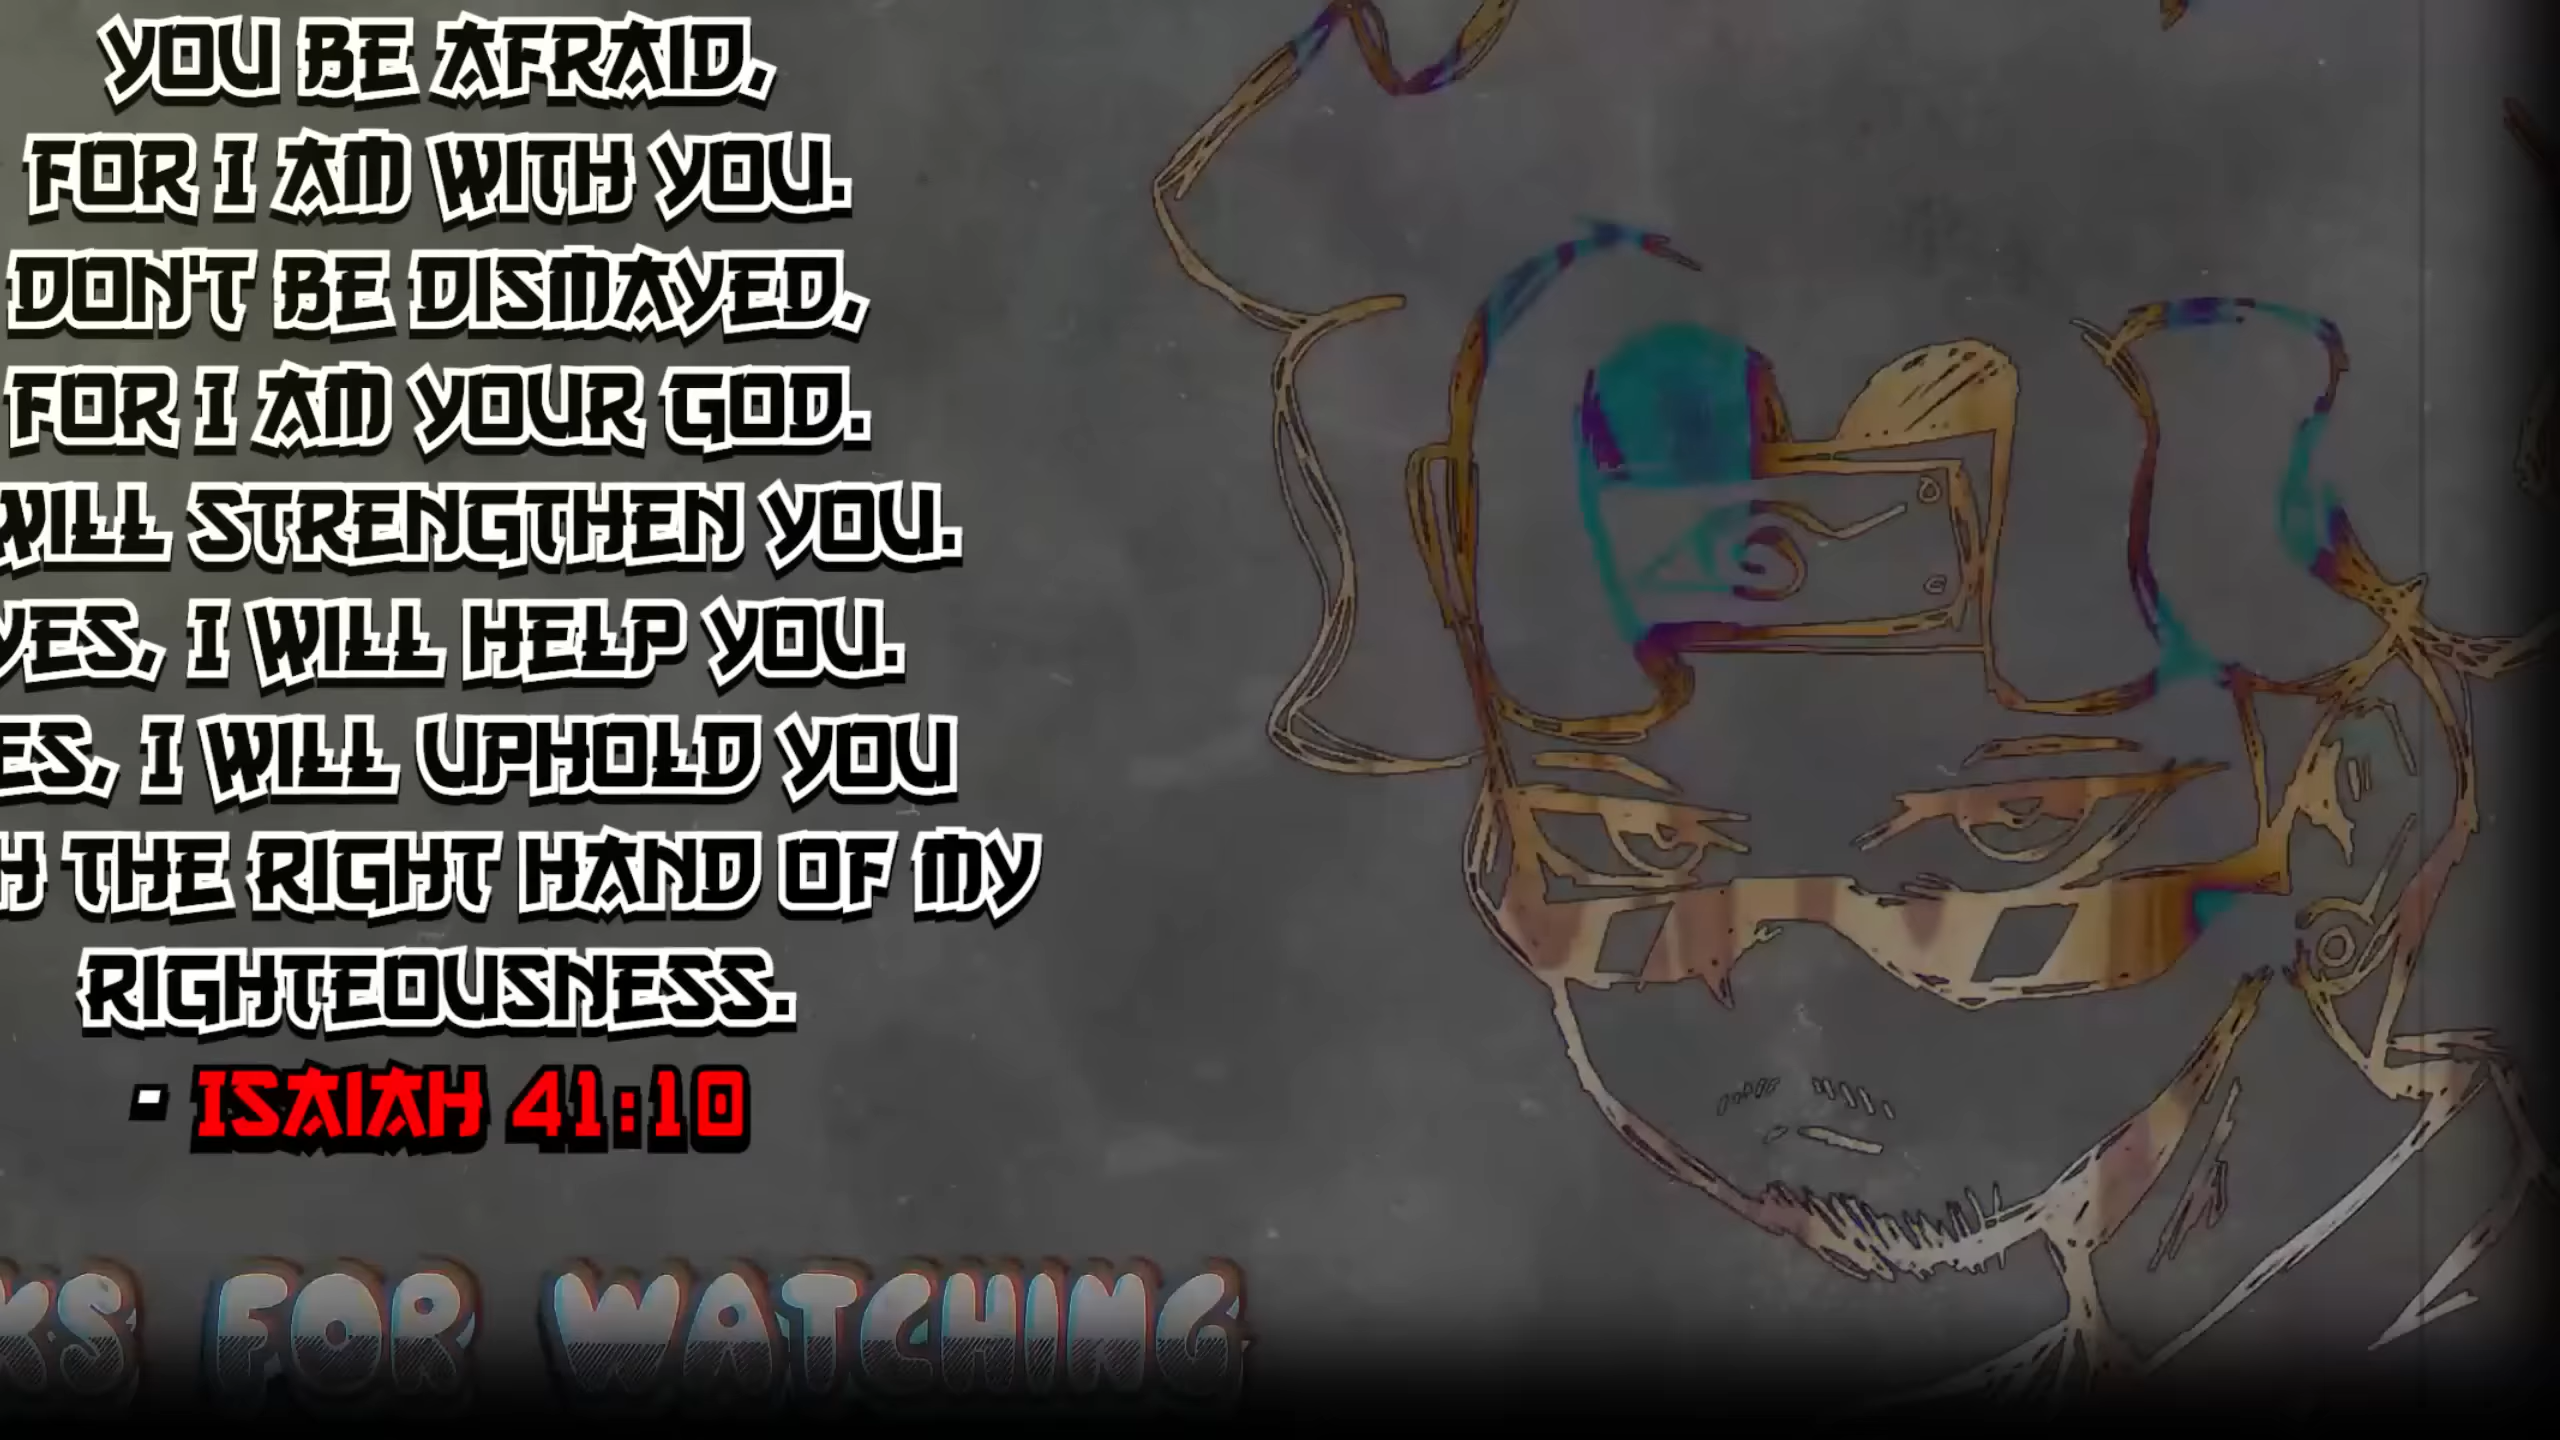 YOU BE AFRAID,
FOR I AM WITH YOU.
DON'T BE DISMAYED,
FOR I AM YOUR GOD.
WILL STRENGTHEN YOU.
YES, I WILL HELP YOU.
ES, I WILL UPHOLD YOU
H THE RIGHT HAND OF MY
RIGHTEOUSNESS.
- ISAIAH 41:10
KS FOR WATCHING